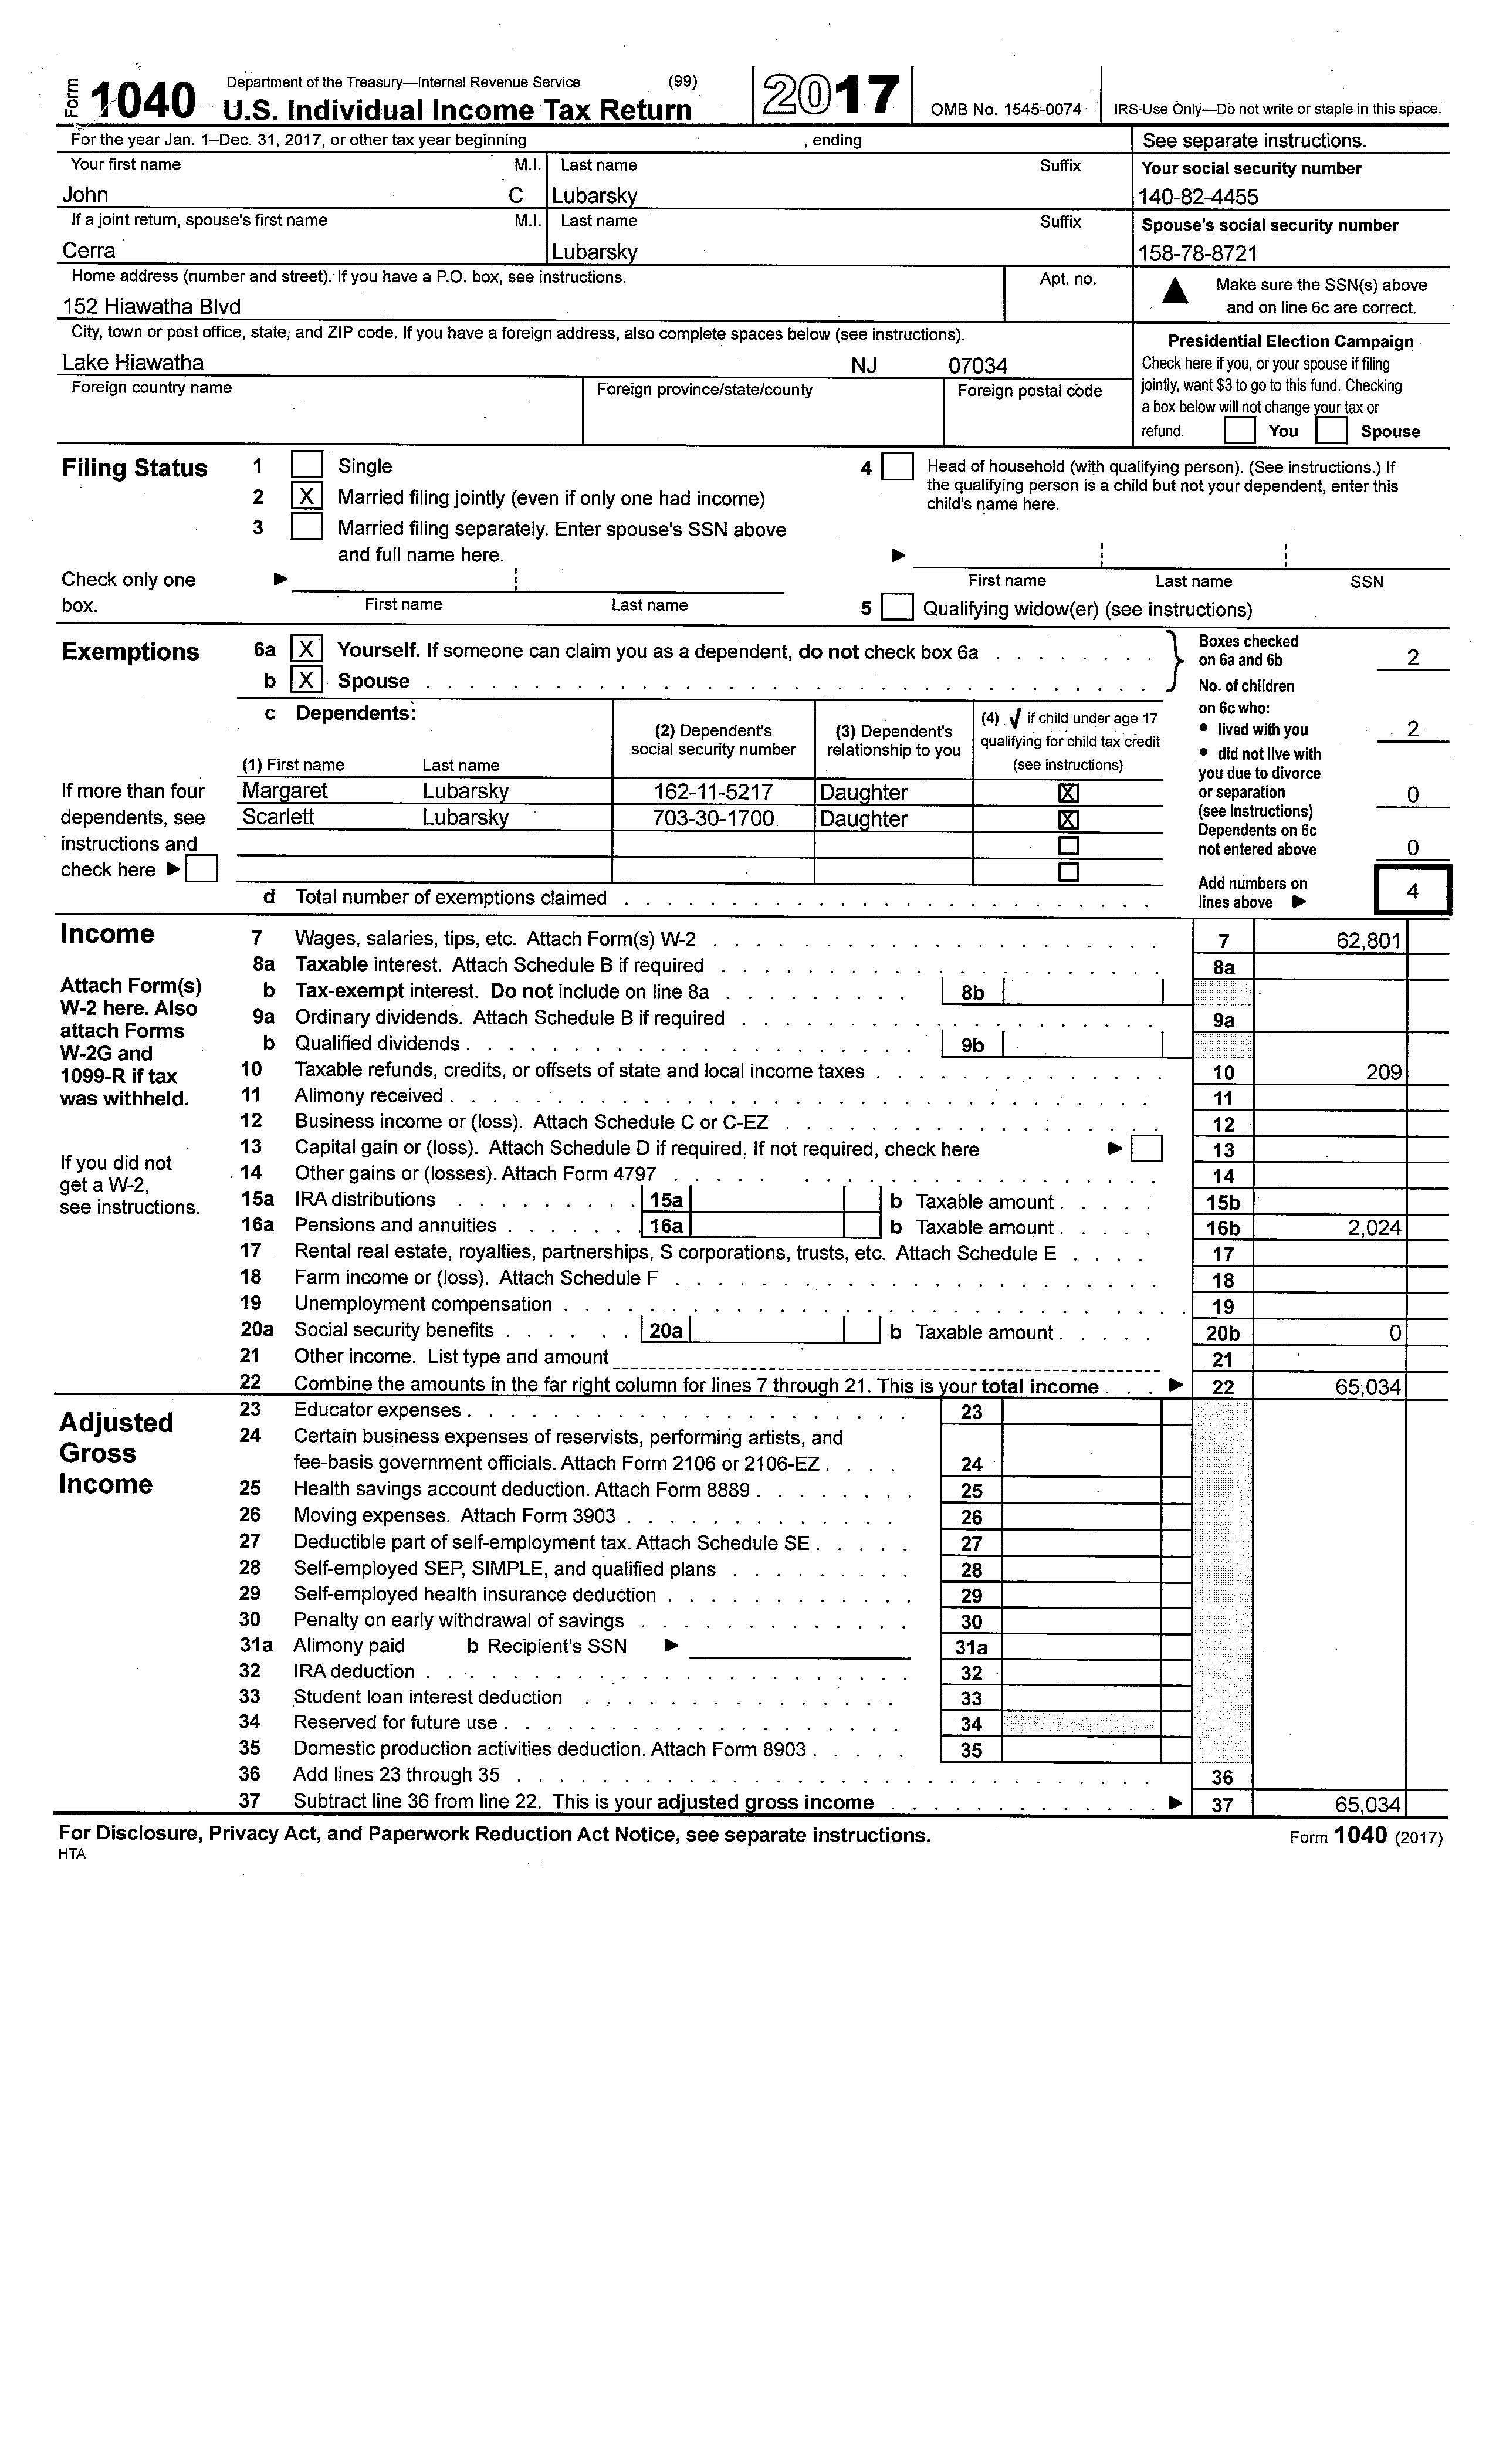 Form 1040 Department of the Treasury—Internal Revenue Service (99) U.S. Individual Income Tax Return 2017 OMB No. 1545-0074 IRS Use Only—Do not write or staple in this space.
For the year Jan. 1–Dec. 31, 2017, or other tax year beginning , ending See separate instructions.
Your first name M.I. Last name Suffix Your social security number
John C Lubarsky 140-82-4455
If a joint return, spouse's first name M.I. Last name Suffix Spouse's social security number
Cerra Lubarsky 158-78-8721
Home address (number and street). If you have a P.O. box, see instructions. Apt. no. Make sure the SSN(s) above
152 Hiawatha Blvd and on line 6c are correct.
City, town or post office, state, and ZIP code. If you have a foreign address, also complete spaces below (see instructions). Presidential Election Campaign
Lake Hiawatha NJ 07034 Check here if you, or your spouse if filing
Foreign country name Foreign province/state/county Foreign postal code jointly, want $3 to go to this fund. Checking
a box below will not change your tax or
refund. You Spouse
Filing Status 1 Single 4 Head of household (with qualifying person). (See instructions.) If
2 X Married filing jointly (even if only one had income) the qualifying person is a child but not your dependent, enter this
child's name here.
3 Married filing separately. Enter spouse's SSN above
and full name here.
Check only one First name Last name SSN
box. First name Last name 5 Qualifying widow(er) (see instructions)
Exemptions 6a X Yourself. If someone can claim you as a dependent, do not check box 6a Boxes checked
on 6a and 6b 2
b X Spouse No. of children
c Dependents: (2) Dependent's social security number (3) Dependent's relationship to you (4) √ if child under age 17 qualifying for child tax credit (see instructions) on 6c who:
• lived with you 2
• did not live with
(1) First name Last name you due to divorce
If more than four Margaret Lubarsky 162-11-5217 Daughter X or separation 0
dependents, see Scarlett Lubarsky 703-30-1700 Daughter X (see instructions)
instructions and Dependents on 6c
check here not entered above 0
d Total number of exemptions claimed Add numbers on
lines above 4
Income 7 Wages, salaries, tips, etc. Attach Form(s) W-2 7 62,801
8a Taxable interest. Attach Schedule B if required 8a
Attach Form(s) b Tax-exempt interest. Do not include on line 8a 8b
W-2 here. Also 9a Ordinary dividends. Attach Schedule B if required 9a
attach Forms b Qualified dividends 9b
W-2G and
1099-R if tax 10 Taxable refunds, credits, or offsets of state and local income taxes 10 209
was withheld. 11 Alimony received 11
12 Business income or (loss). Attach Schedule C or C-EZ 12
13 Capital gain or (loss). Attach Schedule D if required. If not required, check here 13
If you did not 14 Other gains or (losses). Attach Form 4797 14
get a W-2, 15a IRA distributions 15a b Taxable amount 15b
see instructions. 16a Pensions and annuities 16a b Taxable amount 16b 2,024
17 Rental real estate, royalties, partnerships, S corporations, trusts, etc. Attach Schedule E 17
18 Farm income or (loss). Attach Schedule F 18
19 Unemployment compensation 19
20a Social security benefits 20a b Taxable amount 20b 0
21 Other income. List type and amount 21
22 Combine the amounts in the far right column for lines 7 through 21. This is your total income 22 65,034
Adjusted Gross Income 23 Educator expenses 23
24 Certain business expenses of reservists, performing artists, and
fee-basis government officials. Attach Form 2106 or 2106-EZ 24
25 Health savings account deduction. Attach Form 8889 25
26 Moving expenses. Attach Form 3903 26
27 Deductible part of self-employment tax. Attach Schedule SE 27
28 Self-employed SEP, SIMPLE, and qualified plans 28
29 Self-employed health insurance deduction 29
30 Penalty on early withdrawal of savings 30
31a Alimony paid b Recipient's SSN 31a
32 IRA deduction 32
33 Student loan interest deduction 33
34 Reserved for future use 34
35 Domestic production activities deduction. Attach Form 8903 35
36 Add lines 23 through 35 36
37 Subtract line 36 from line 22. This is your adjusted gross income 37 65,034
For Disclosure, Privacy Act, and Paperwork Reduction Act Notice, see separate instructions. Form 1040 (2017)
HTA